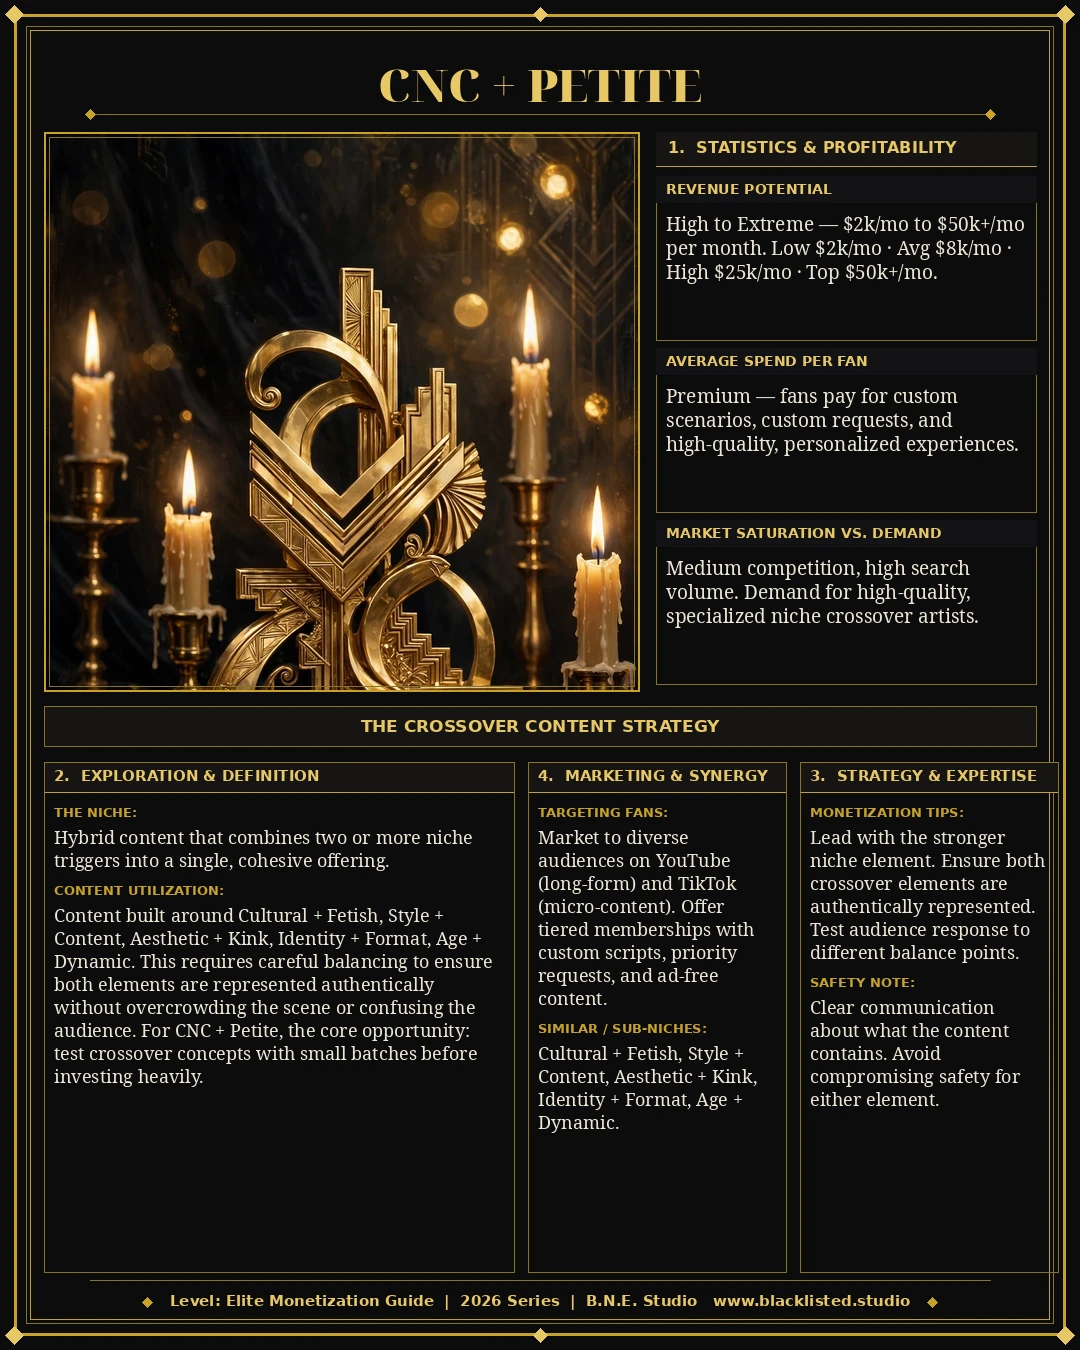 CNC + PETITE
1. STATISTICS & PROFITABILITY
REVENUE POTENTIAL
High to Extreme — $2k/mo to $50k+/mo
per month. Low $2k/mo · Avg $8k/mo ·
High $25k/mo · Top $50k+/mo.
AVERAGE SPEND PER FAN
Premium — fans pay for custom
scenarios, custom requests, and
high-quality, personalized experiences.
MARKET SATURATION VS. DEMAND
Medium competition, high search
volume. Demand for high-quality,
specialized niche crossover artists.
THE CROSSOVER CONTENT STRATEGY
2. EXPLORATION & DEFINITION
THE NICHE:
Hybrid content that combines two or more niche
triggers into a single, cohesive offering.
CONTENT UTILIZATION:
Content built around Cultural + Fetish, Style +
Content, Aesthetic + Kink, Identity + Format, Age +
Dynamic. This requires careful balancing to ensure
both elements are represented authentically
without overcrowding the scene or confusing the
audience. For CNC + Petite, the core opportunity:
test crossover concepts with small batches before
investing heavily.
4. MARKETING & SYNERGY
TARGETING FANS:
Market to diverse
audiences on YouTube
(long-form) and TikTok
(micro-content). Offer
tiered memberships with
custom scripts, priority
requests, and ad-free
content.
SIMILAR / SUB-NICHES:
Cultural + Fetish, Style +
Content, Aesthetic + Kink,
Identity + Format, Age +
Dynamic.
3. STRATEGY & EXPERTISE
MONETIZATION TIPS:
Lead with the stronger
niche element. Ensure both
crossover elements are
authentically represented.
Test audience response to
different balance points.
SAFETY NOTE:
Clear communication
about what the content
contains. Avoid
compromising safety for
either element.
Level: Elite Monetization Guide | 2026 Series | B.N.E. Studio www.blacklisted.studio